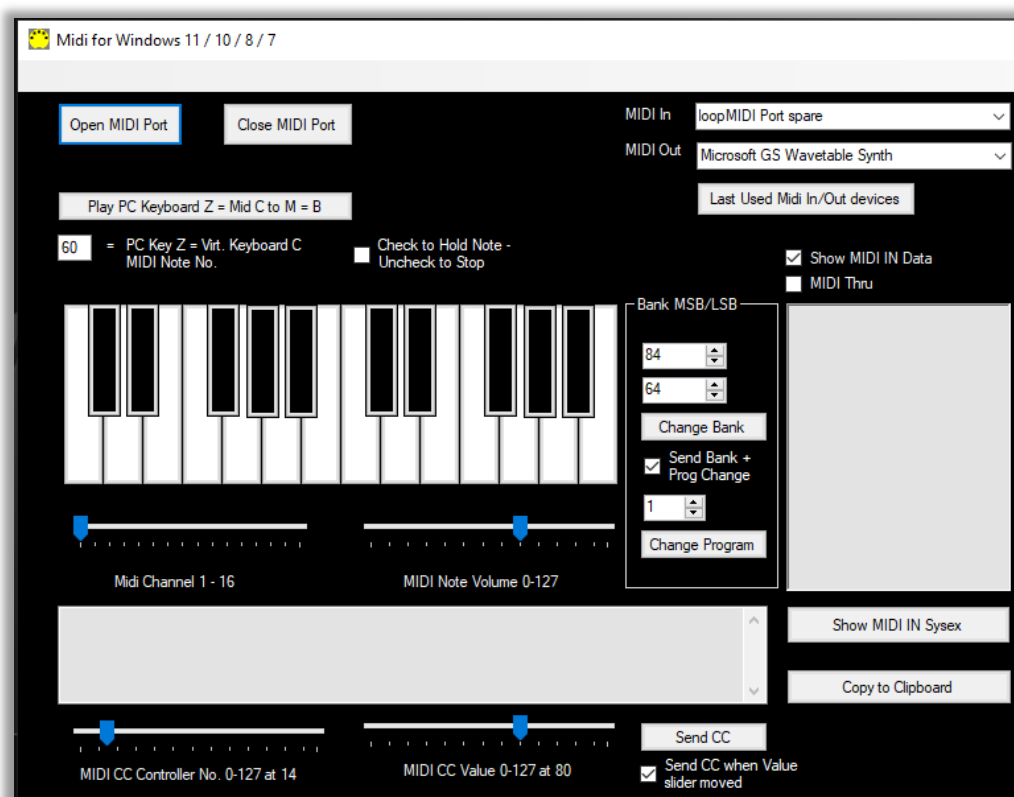 Midi for Windows 11 / 10 / 8 / 7
Open MIDI Port
Close MIDI Port
MIDI In
loopMIDI Port spare
MIDI Out
Microsoft GS Wavetable Synth
Last Used Midi In/Out devices
Play PC Keyboard Z = Mid C to M = B
60
= PC Key Z = Virt. Keyboard C
MIDI Note No.
Check to Hold Note -
Uncheck to Stop
Show MIDI IN Data
MIDI Thru
Bank MSB/LSB
84
64
Change Bank
Send Bank +
Prog Change
1
Change Program
Midi Channel 1 - 16
MIDI Note Volume 0-127
Show MIDI IN Sysex
Copy to Clipboard
MIDI CC Controller No. 0-127 at 14
MIDI CC Value 0-127 at 80
Send CC
Send CC when Value
slider moved